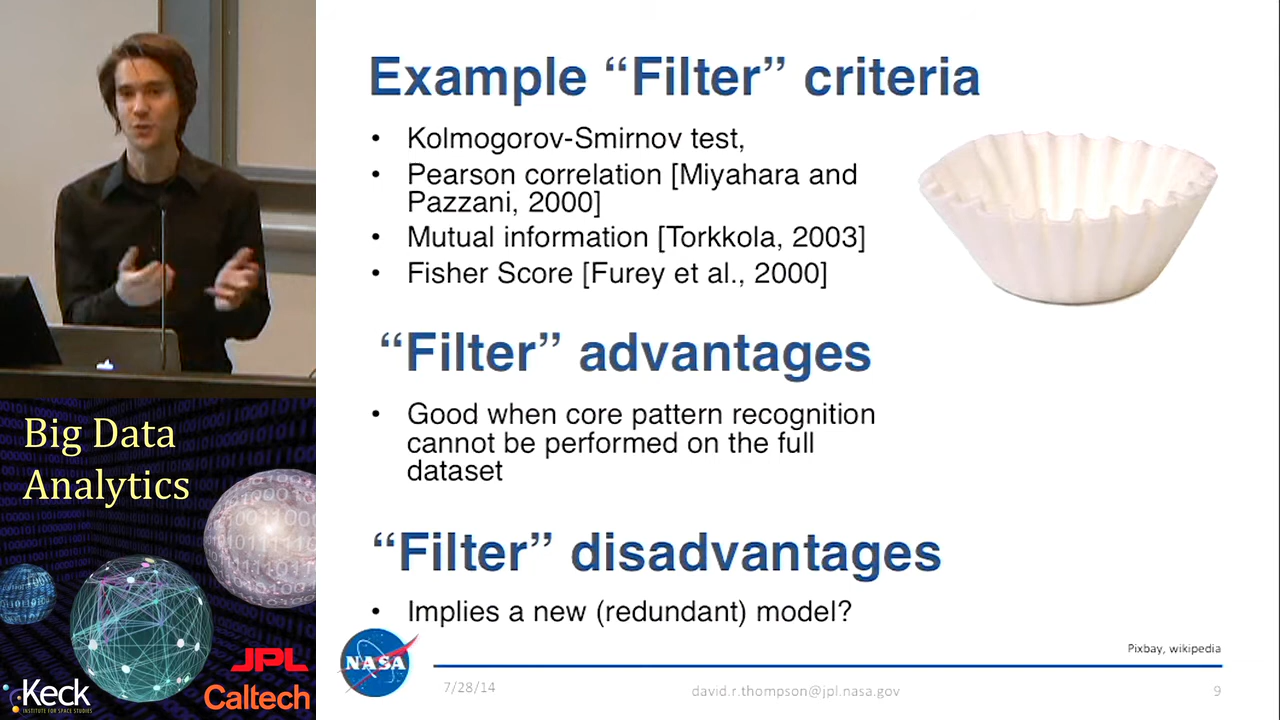 Example “Filter” criteria
• Kolmogorov-Smirnov test,
• Pearson correlation [Miyahara and
Pazzani, 2000]
• Mutual information [Torkkola, 2003]
• Fisher Score [Furey et al., 2000]
“Filter” advantages
• Good when core pattern recognition
cannot be performed on the full
dataset
“Filter” disadvantages
• Implies a new (redundant) model?
Pixbay, wikipedia
NASA
7/28/14
david.r.thompson@jpl.nasa.gov
9
Big Data
Analytics
JPL
Keck
INSTITUTE FOR SPACE STUDIES
Caltech